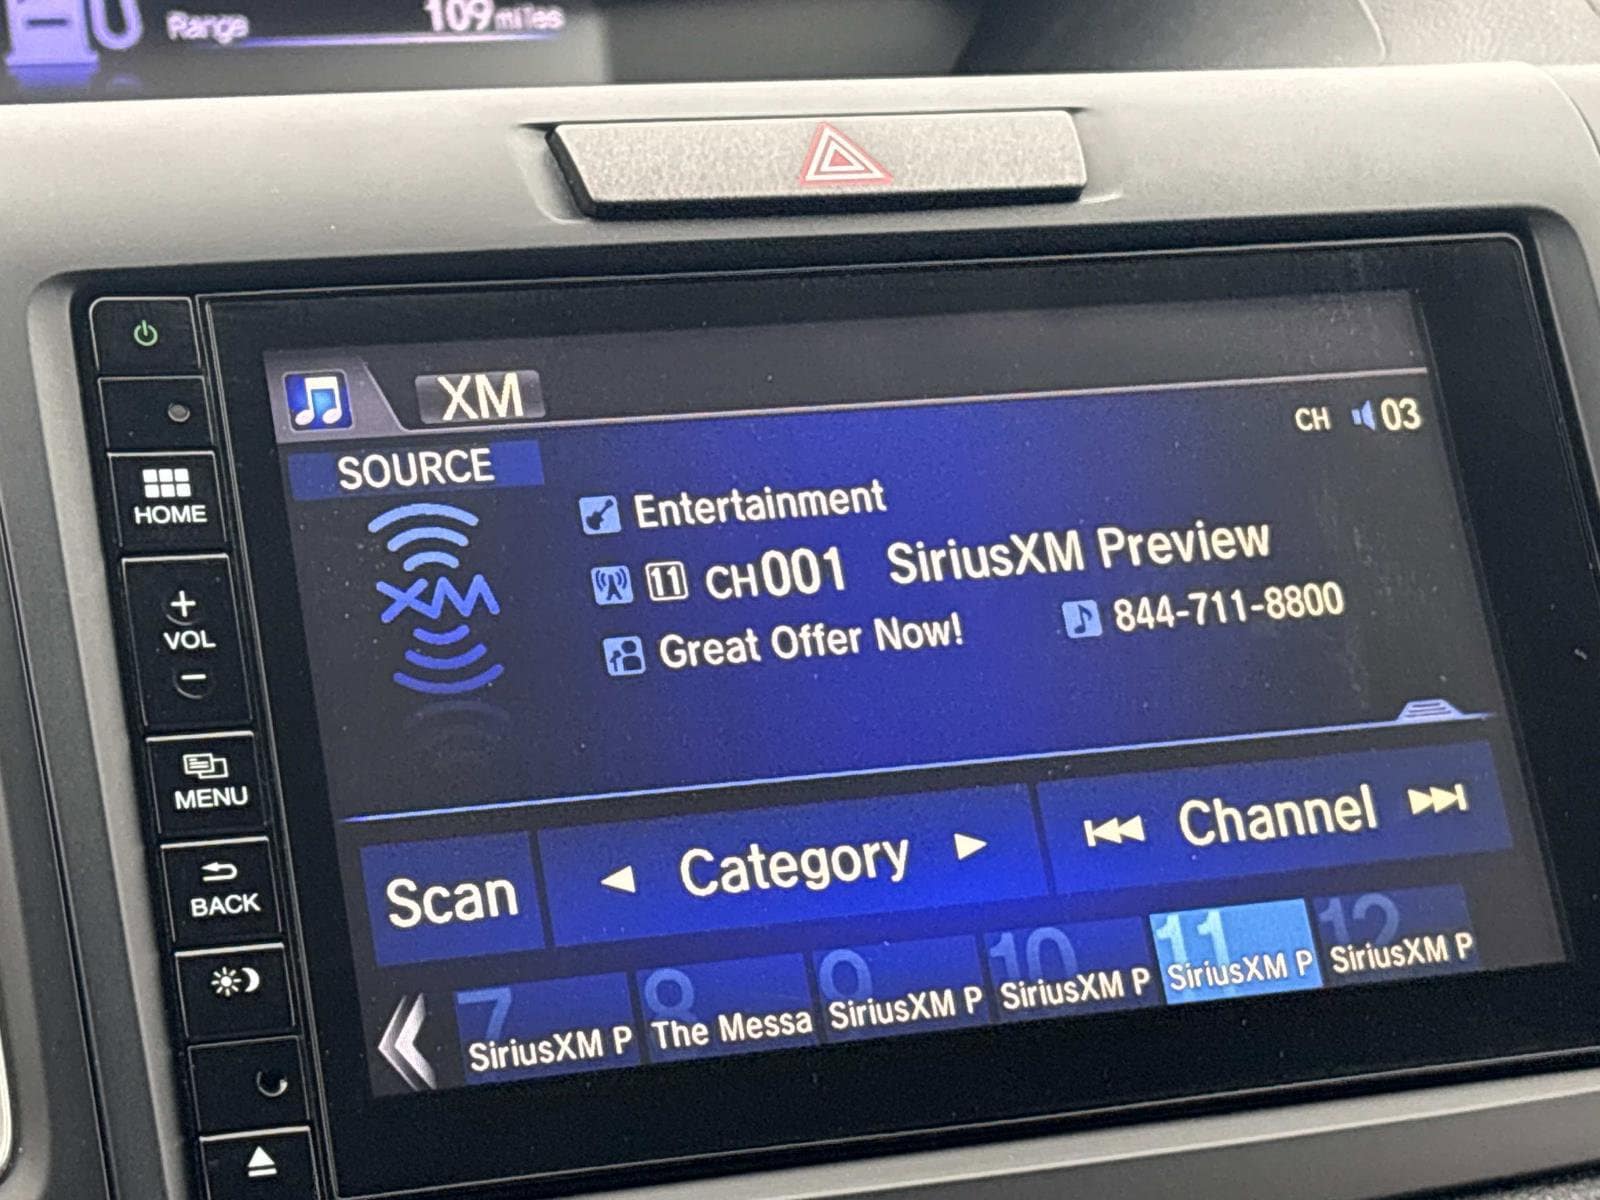 Range 109 miles
XM
SOURCE
CH 03
XM
Entertainment
11 CH001 SiriusXM Preview
Great Offer Now! 844-711-8800
Scan Category Channel
7 8 9 10 11 12
SiriusXM P The Messa SiriusXM P SiriusXM P SiriusXM P SiriusXM P
HOME
+
VOL
−
MENU
BACK